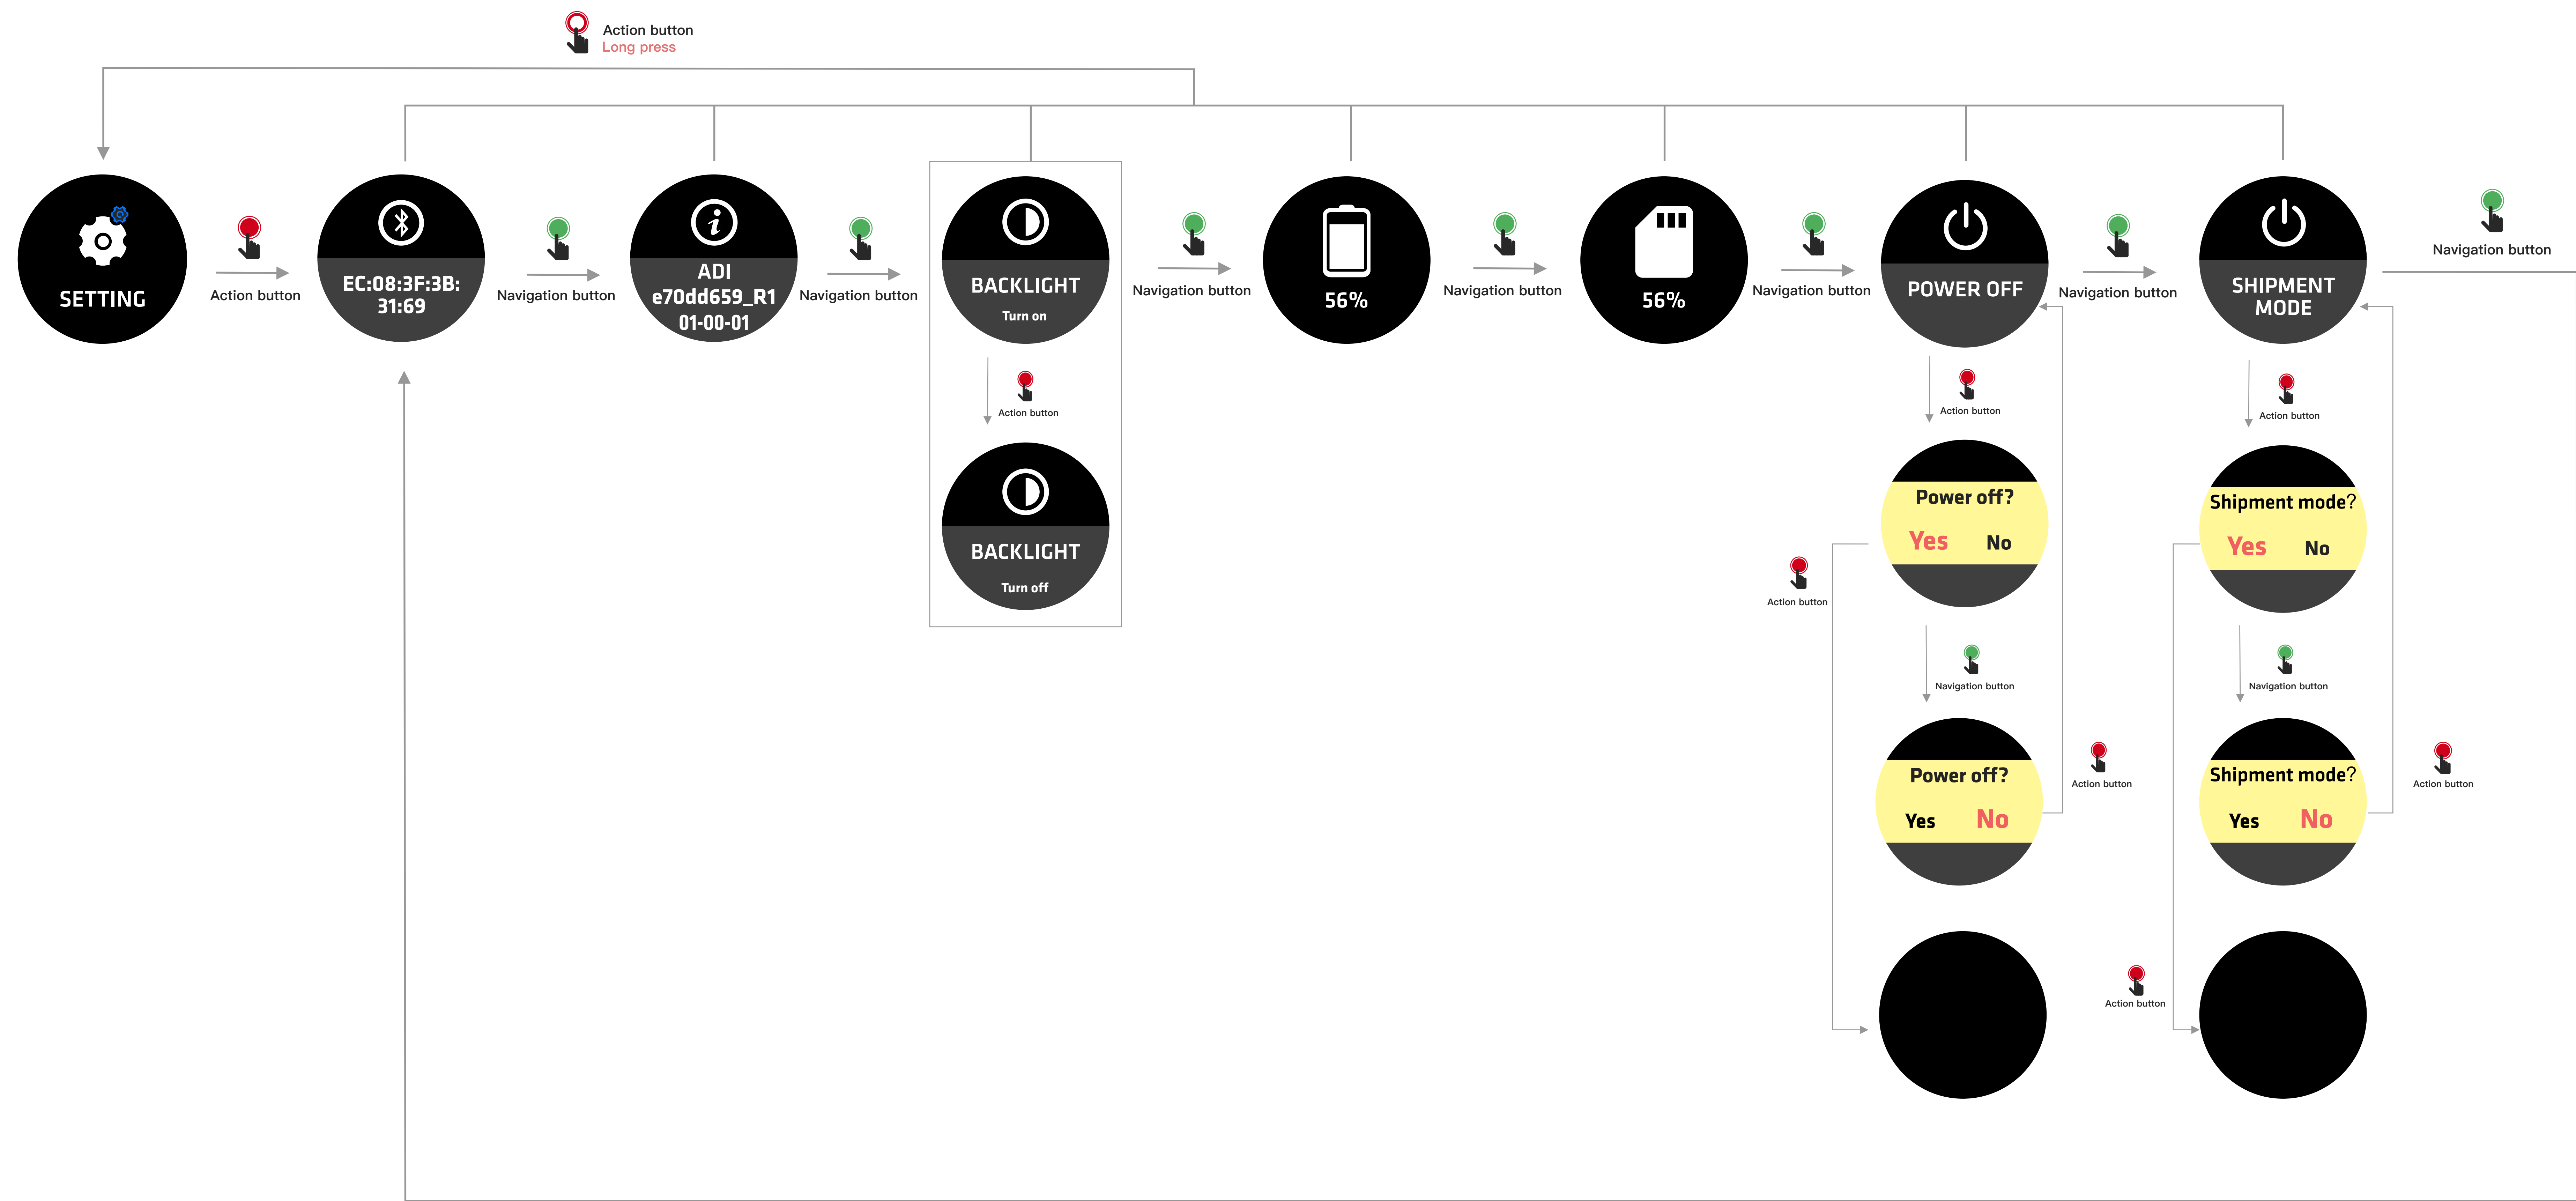 Action button
Long press
SETTING
Action button
EC:08:3F:3B:
31:69
Navigation button
ADI
e70dd659_R1
01-00-01
Navigation button
BACKLIGHT
Turn on
Action button
BACKLIGHT
Turn off
Navigation button
56%
Navigation button
56%
Navigation button
POWER OFF
Action button
Power off?
Yes No
Action button
Navigation button
Power off?
Yes No
Action button
Navigation button
SHIPMENT
MODE
Action button
Shipment mode?
Yes No
Action button
Navigation button
Shipment mode?
Yes No
Action button
Navigation button